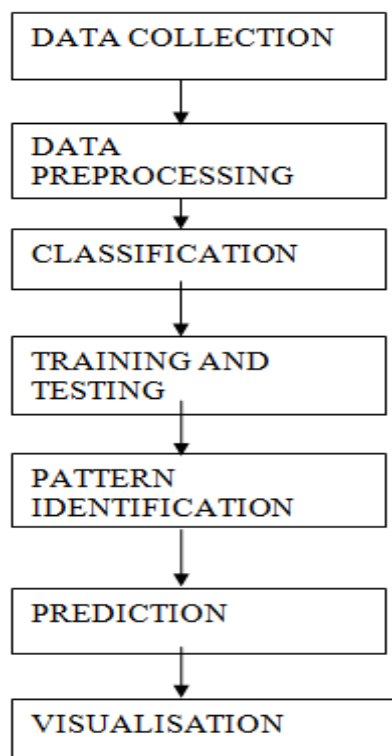 DATA COLLECTION
DATA
PREPROCESSING
CLASSIFICATION
TRAINING AND
TESTING
PATTERN
IDENTIFICATION
PREDICTION
VISUALISATION